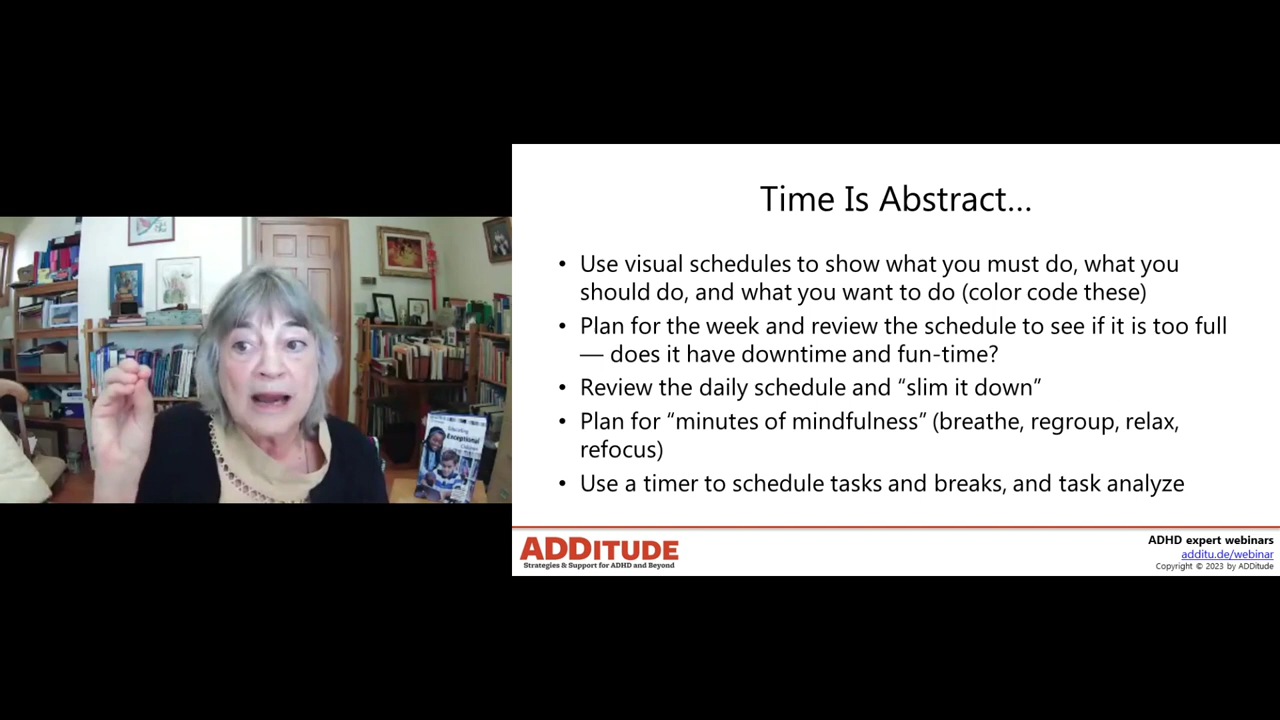 Time Is Abstract...
• Use visual schedules to show what you must do, what you
should do, and what you want to do (color code these)
• Plan for the week and review the schedule to see if it is too full
— does it have downtime and fun-time?
• Review the daily schedule and “slim it down”
• Plan for “minutes of mindfulness” (breathe, regroup, relax,
refocus)
• Use a timer to schedule tasks and breaks, and task analyze
ADDITUDE
Strategies & Support for ADHD and Beyond
ADHD expert webinars
additu.de/webinar
Copyright © 2023 by ADDitude
Educating
Exceptional
Children